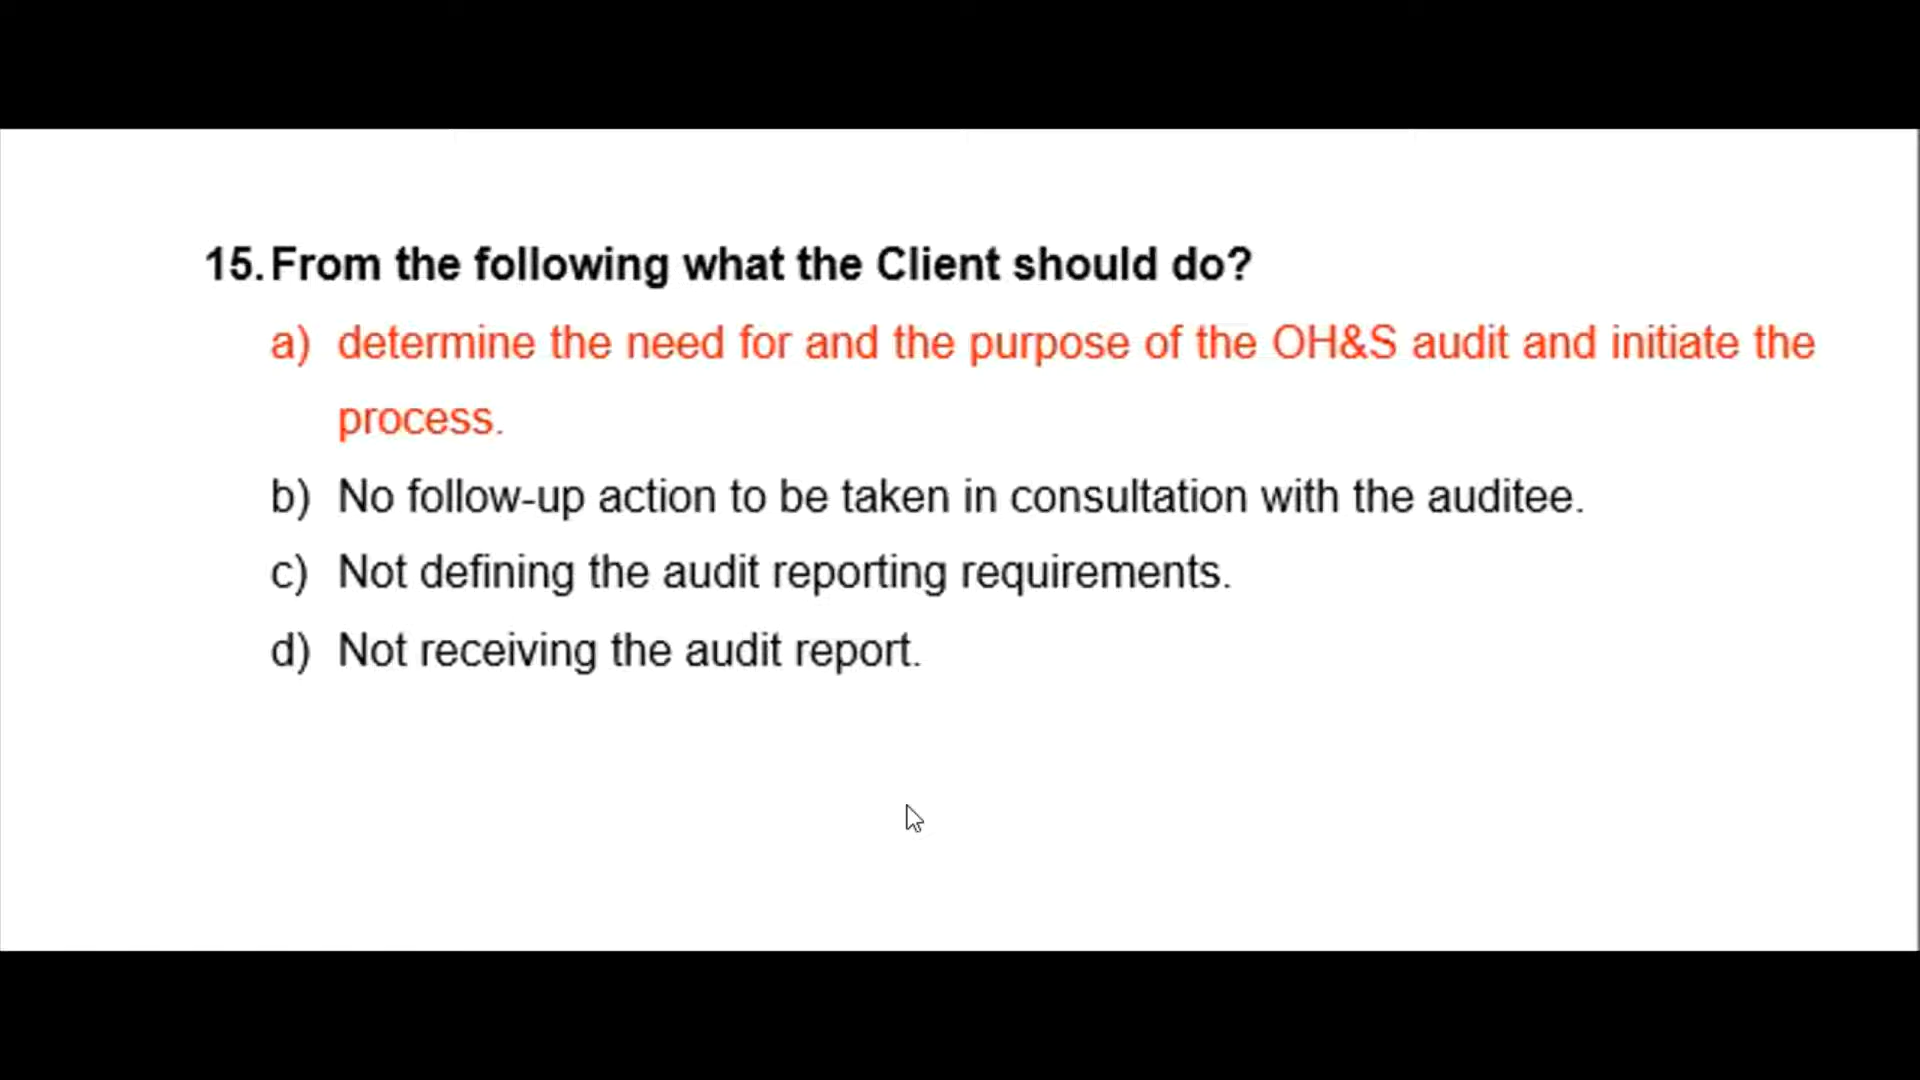 15. From the following what the Client should do?
a) determine the need for and the purpose of the OH&S audit and initiate the
process.
b) No follow-up action to be taken in consultation with the auditee.
c) Not defining the audit reporting requirements.
d) Not receiving the audit report.